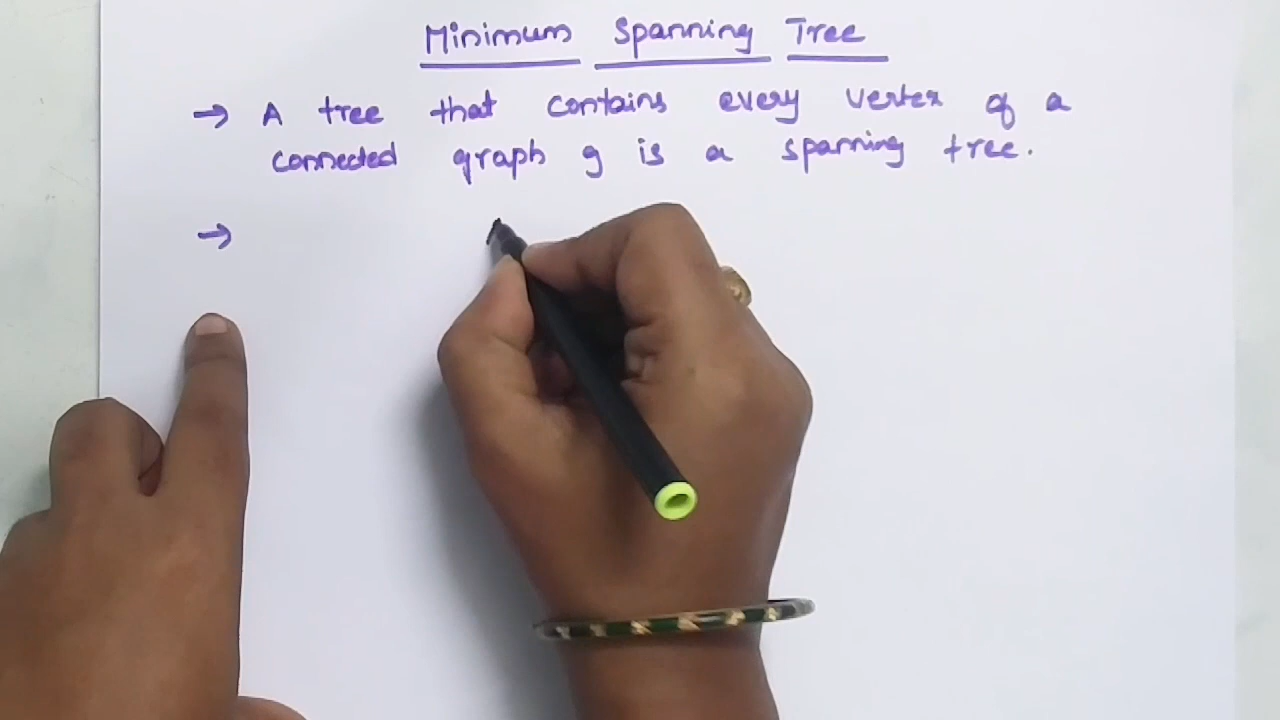 Minimum Spanning Tree
→ A tree that contains every vertex of a
connected graph g is a spanning tree.
→